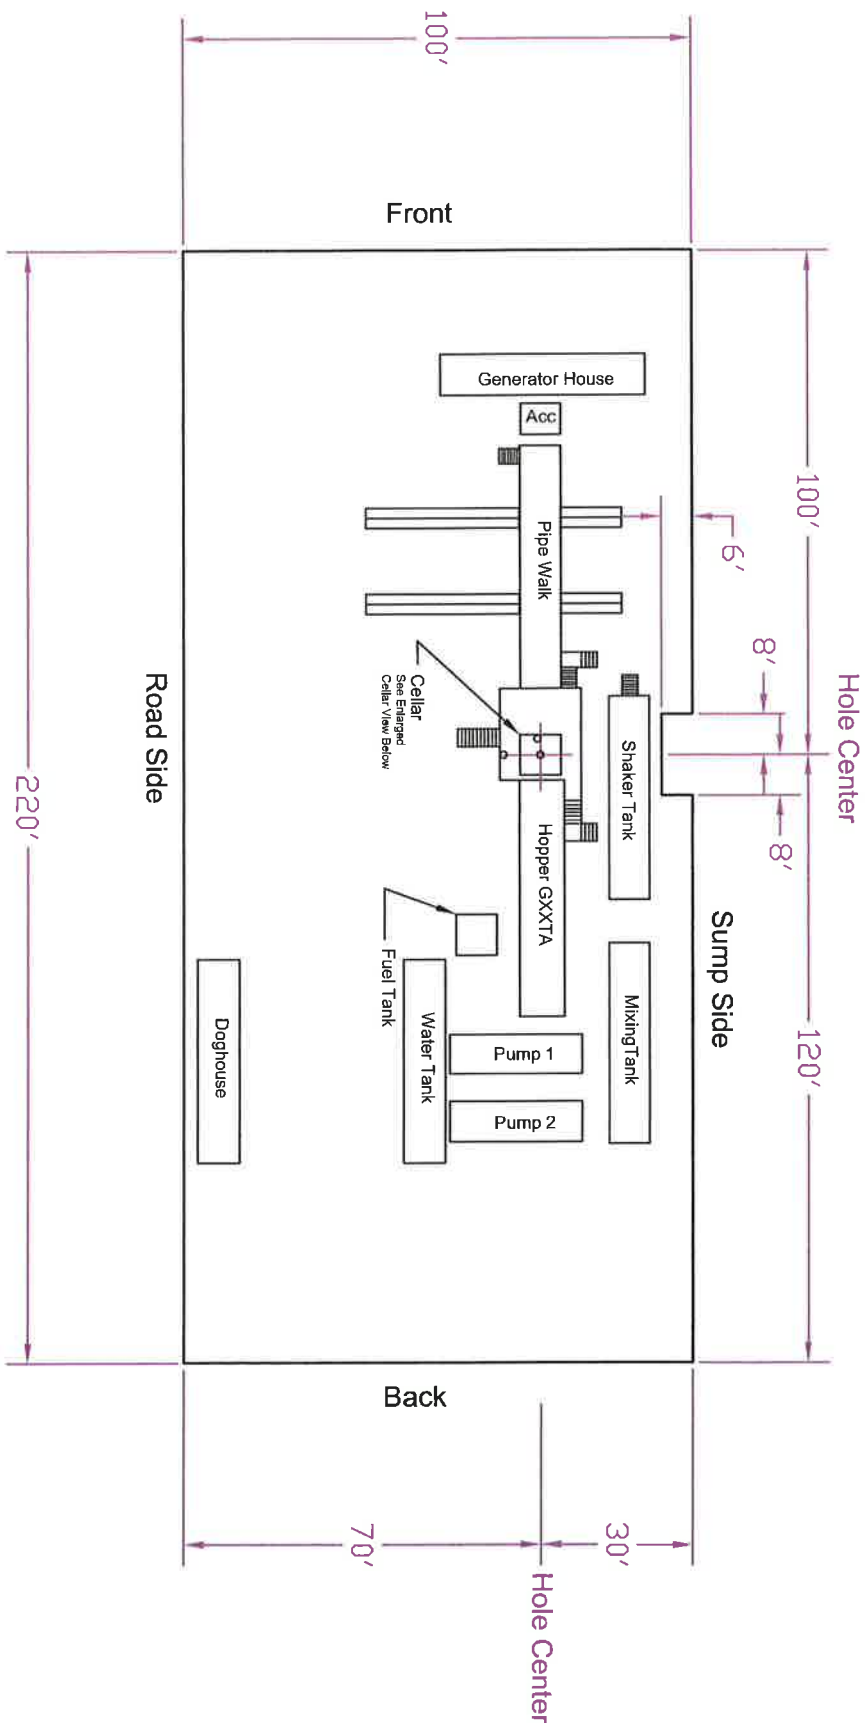 100'
Front
Generator House
Acc
Pipe Walk
100'
6'
8'
Hole Center
8'
Shaker Tank
Cellar
See Enlarged
Cellar View Below
Road Side
220'
Hopper GXXTA
Sump Side
Fuel Tank
MixingTank
120'
Doghouse
Water Tank
Pump 1
Pump 2
Back
70'
30'
Hole Center